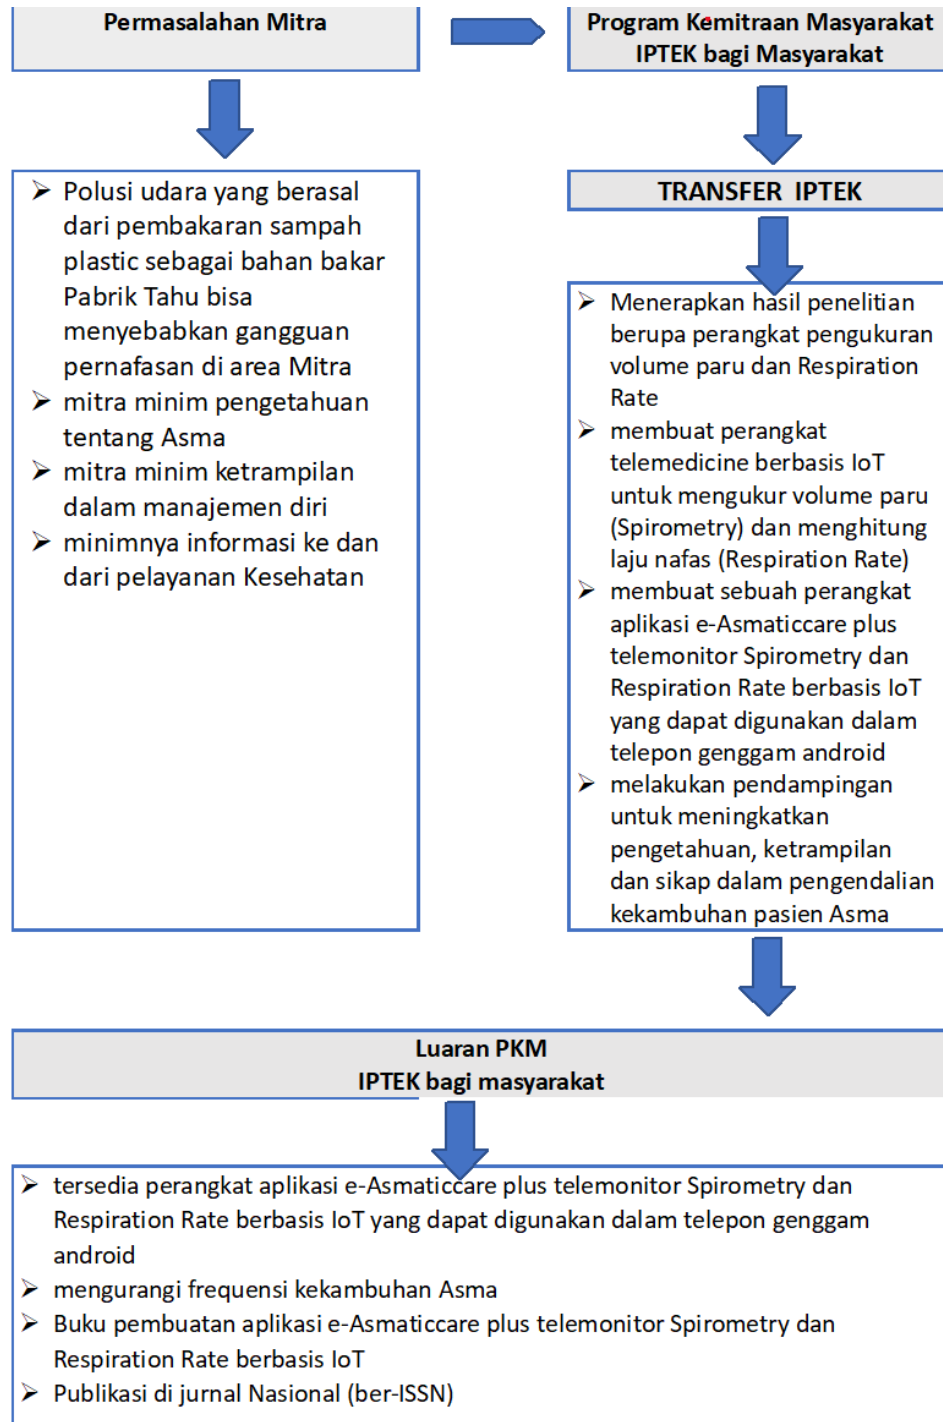 Permasalahan Mitra
Program Kemitraan Masyarakat
IPTEK bagi Masyarakat
➢ Polusi udara yang berasal
dari pembakaran sampah
plastic sebagai bahan bakar
Pabrik Tahu bisa
menyebabkan gangguan
pernafasan di area Mitra
➢ mitra minim pengetahuan
tentang Asma
➢ mitra minim ketrampilan
dalam manajemen diri
➢ minimnya informasi ke dan
dari pelayanan Kesehatan
TRANSFER IPTEK
➢ Menerapkan hasil penelitian
berupa perangkat pengukuran
volume paru dan Respiration
Rate
➢ membuat perangkat
telemedicine berbasis IoT
untuk mengukur volume paru
(Spirometry) dan menghitung
laju nafas (Respiration Rate)
➢ membuat sebuah perangkat
aplikasi e-Asmaticcare plus
telemonitor Spirometry dan
Respiration Rate berbasis IoT
yang dapat digunakan dalam
telepon genggam android
➢ melakukan pendampingan
untuk meningkatkan
pengetahuan, ketrampilan
dan sikap dalam pengendalian
kekambuhan pasien Asma
Luaran PKM
IPTEK bagi masyarakat
➢ tersedia perangkat aplikasi e-Asmaticcare plus telemonitor Spirometry dan
Respiration Rate berbasis IoT yang dapat digunakan dalam telepon genggam
android
➢ mengurangi frequensi kekambuhan Asma
➢ Buku pembuatan aplikasi e-Asmaticcare plus telemonitor Spirometry dan
Respiration Rate berbasis IoT
➢ Publikasi di jurnal Nasional (ber-ISSN)